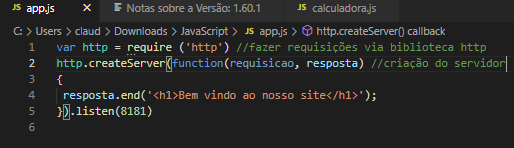 app.js Notas sobre a Versão: 1.60.1 calculadora.js
C: > Users > claud > Downloads > JavaScript > app.js > http.createServer() callback
1 var http = require ('http') //fazer requisições via biblioteca http
2 http.createServer(function(requisicao, resposta) //criação do servidor
3 {
4 resposta.end('<h1>Bem vindo ao nosso site</h1>');
5 }).listen(8181)
6